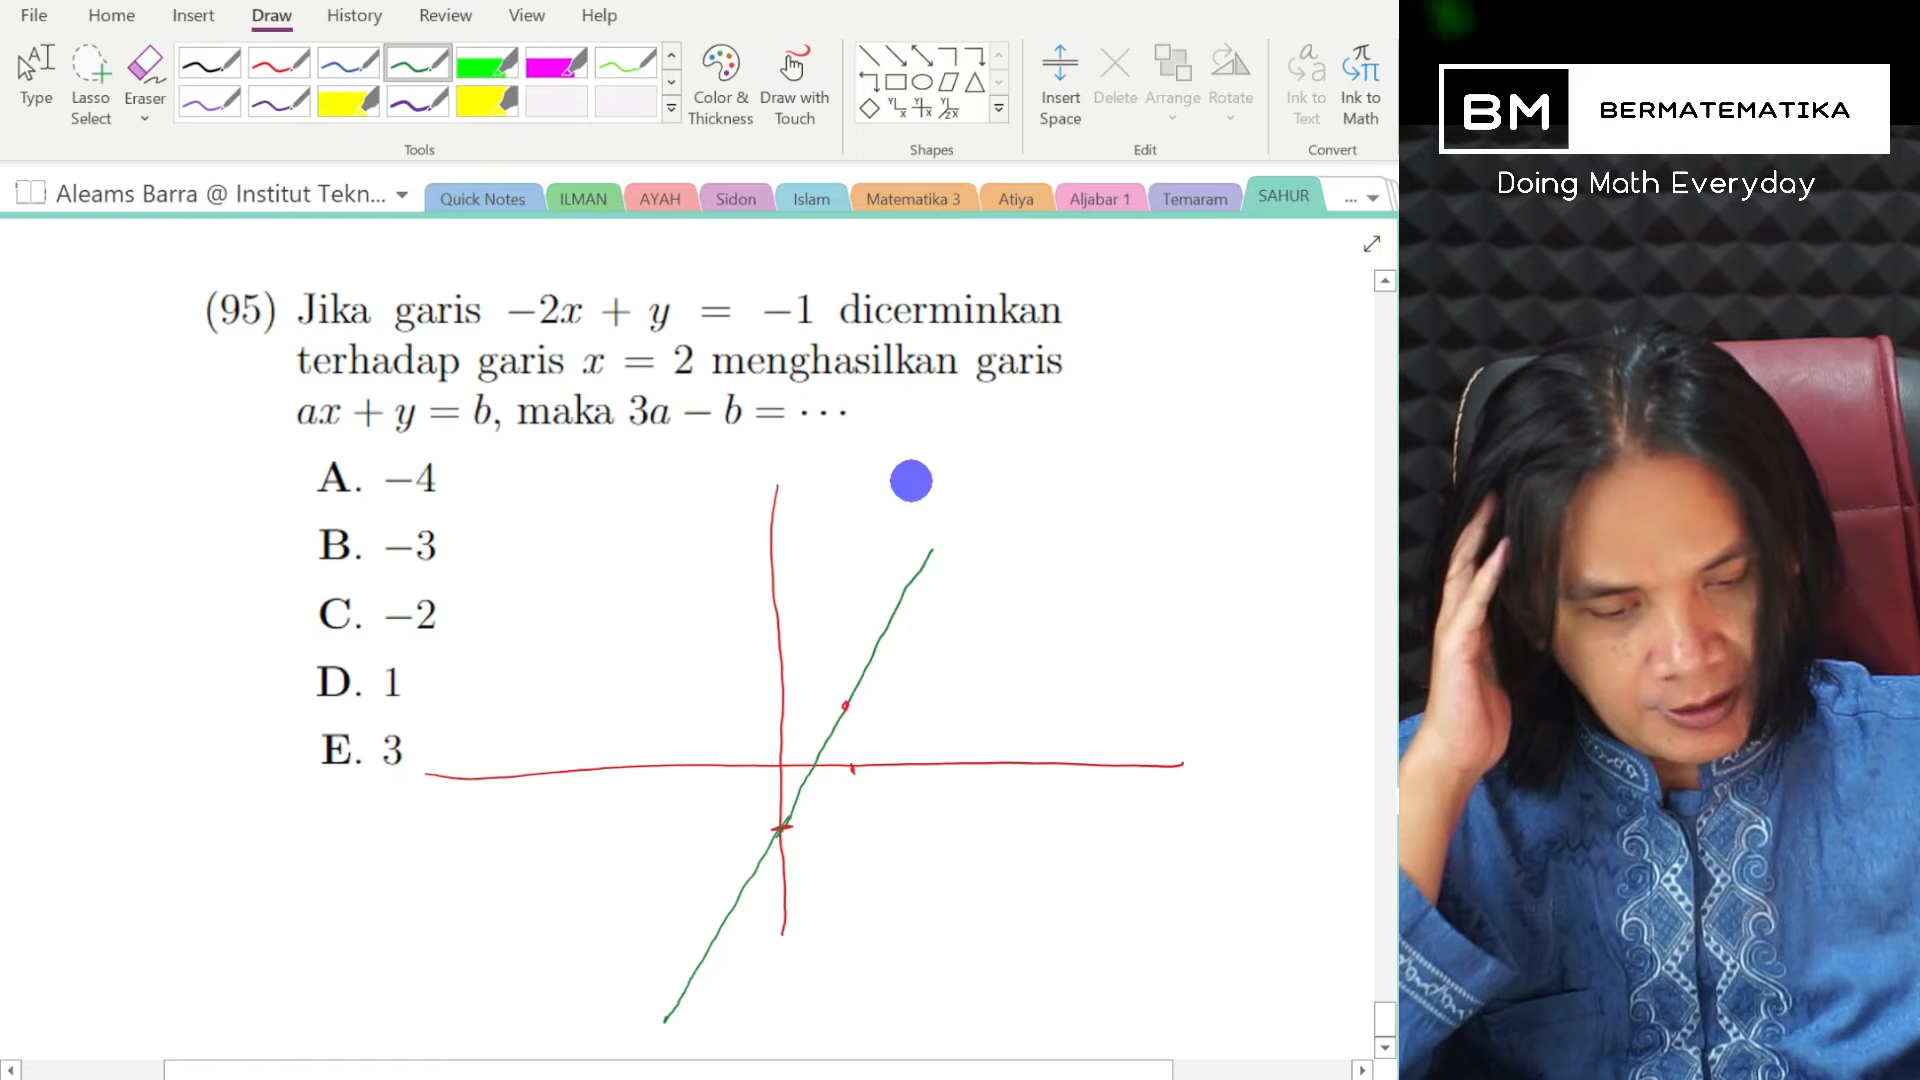 File Home Insert Draw History Review View Help
Type
Lasso Select
Eraser
Color & Thickness
Draw with Touch
Insert Space
Delete
Arrange
Rotate
Ink to Text
Ink to Math
Tools Shapes Edit Convert
Aleams Barra @ Institut Tekn...
Quick Notes ILMAN AYAH Sidon Islam Matematika 3 Atiya Aljabar 1 Temaram SAHUR ...
BM BERMATEMATIKA
Doing Math Everyday
(95) Jika garis −2x + y = −1 dicerminkan
terhadap garis x = 2 menghasilkan garis
ax + y = b, maka 3a − b = ···
A. −4
B. −3
C. −2
D. 1
E. 3